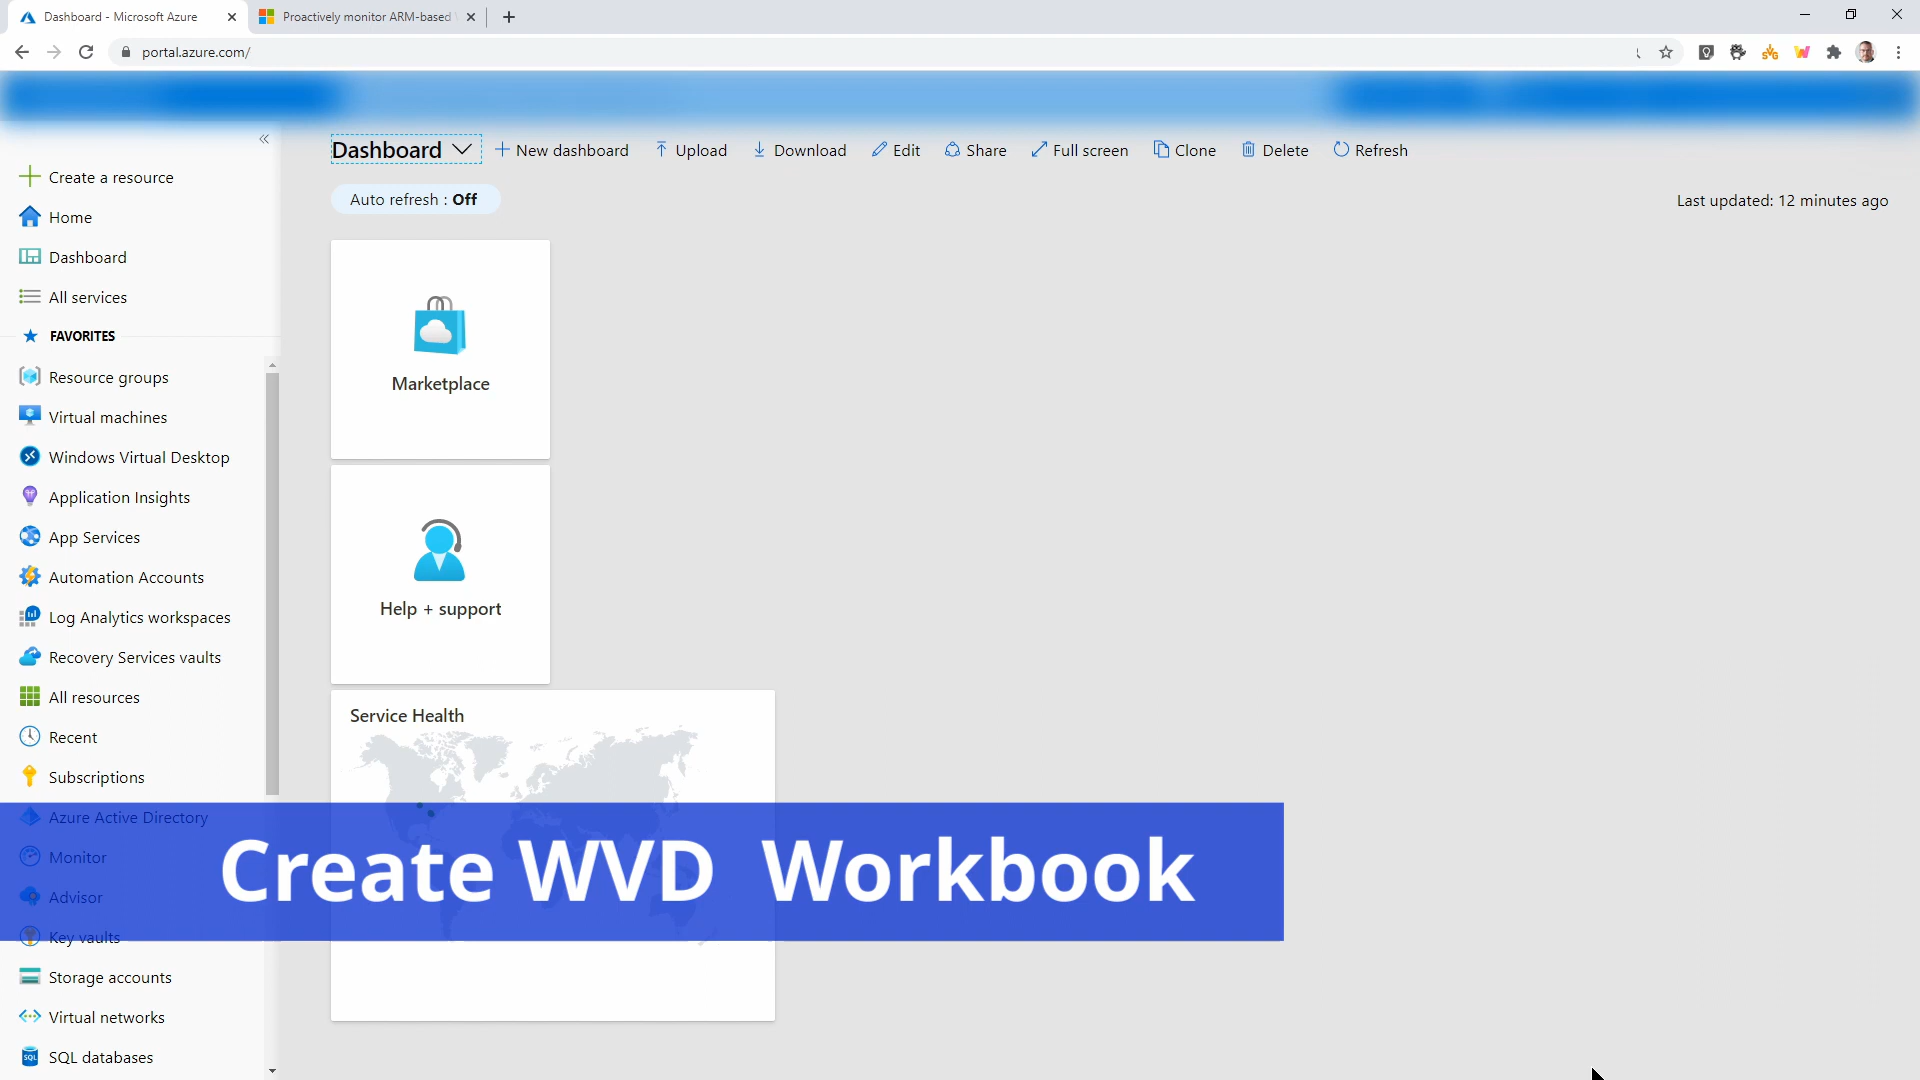 Dashboard - Microsoft Azure
Proactively monitor ARM-based
portal.azure.com/
Dashboard
New dashboard
Upload
Download
Edit
Share
Full screen
Clone
Delete
Refresh
Auto refresh : Off
Last updated: 12 minutes ago
Create a resource
Home
Dashboard
All services
FAVORITES
Resource groups
Virtual machines
Windows Virtual Desktop
Application Insights
App Services
Automation Accounts
Log Analytics workspaces
Recovery Services vaults
All resources
Recent
Subscriptions
Azure Active Directory
Monitor
Advisor
Key vaults
Storage accounts
Virtual networks
SQL
SQL databases
Marketplace
Help + support
Service Health
Create WVD Workbook